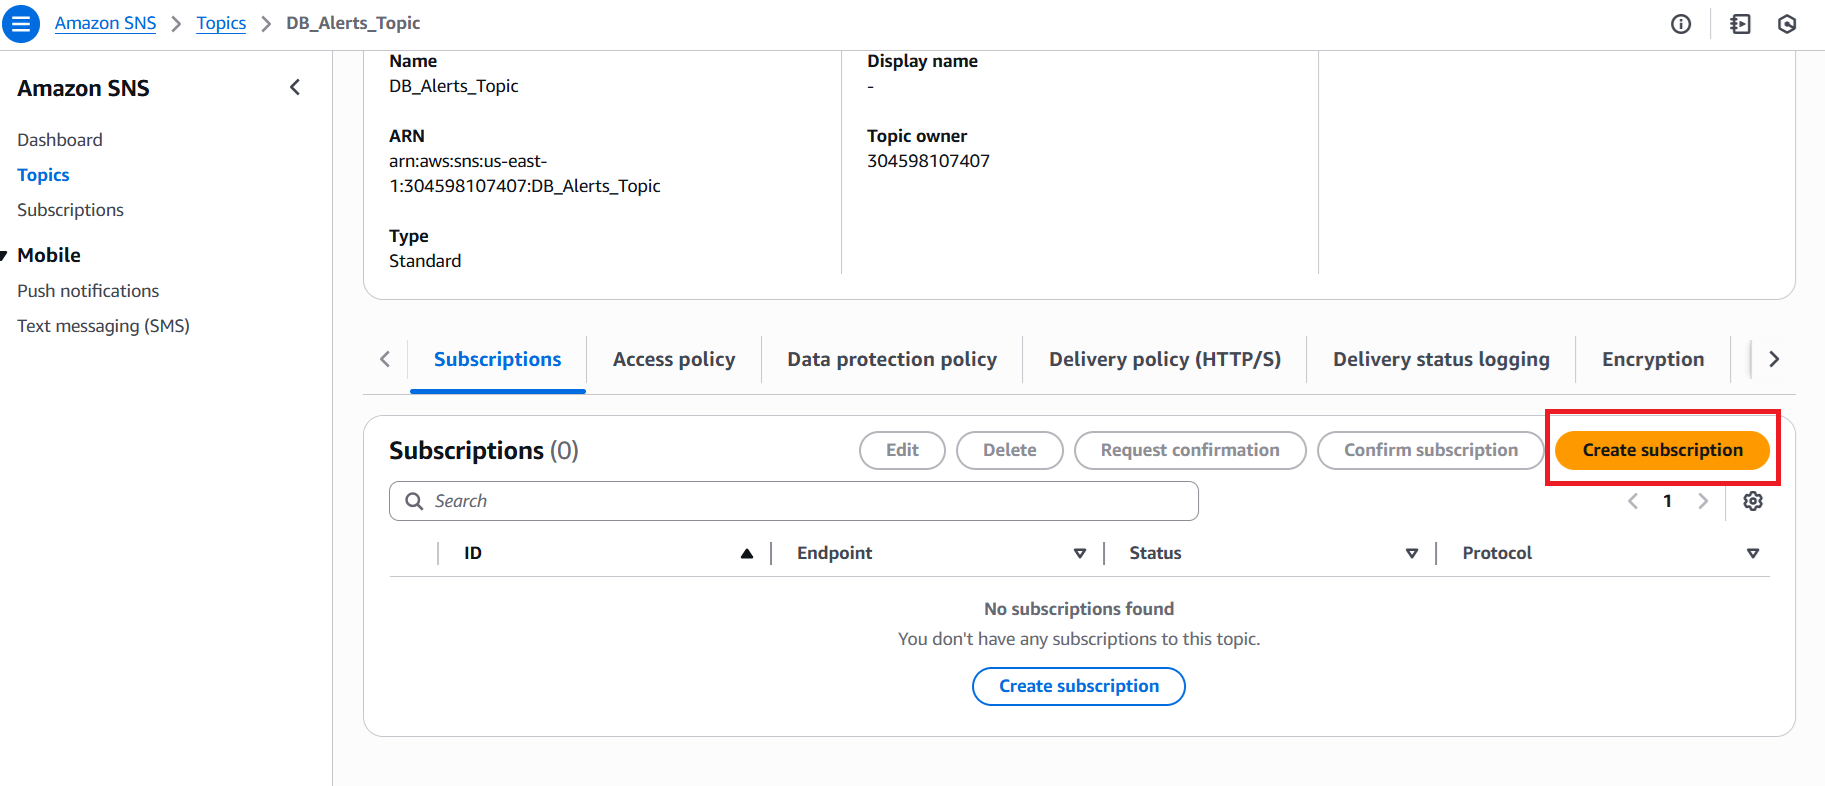 Amazon SNS > Topics > DB_Alerts_Topic
Amazon SNS
Dashboard
Topics
Subscriptions
Mobile
Push notifications
Text messaging (SMS)
Name
DB_Alerts_Topic
ARN
arn:aws:sns:us-east-
1:304598107407:DB_Alerts_Topic
Type
Standard
Display name
-
Topic owner
304598107407
Subscriptions Access policy Data protection policy Delivery policy (HTTP/S) Delivery status logging Encryption
Subscriptions (0) Edit Delete Request confirmation Confirm subscription Create subscription
Search 1
ID Endpoint Status Protocol
No subscriptions found
You don't have any subscriptions to this topic.
Create subscription